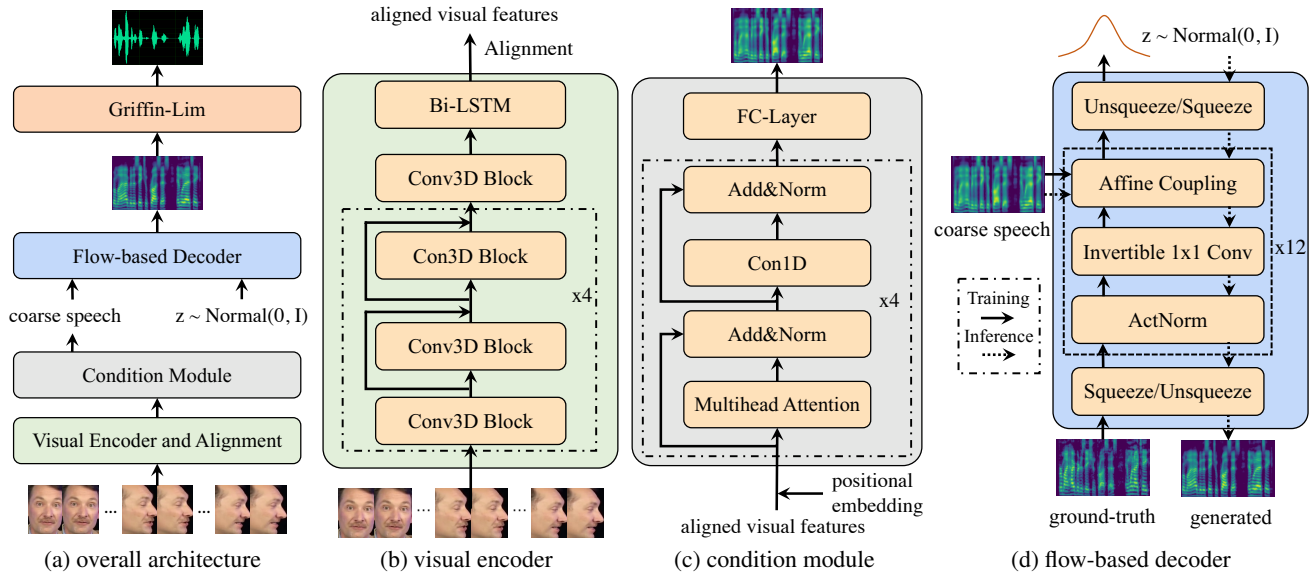 Griffin-Lim
Flow-based Decoder
coarse speech
z ~ Normal(0, I)
Condition Module
Visual Encoder and Alignment
...
...
(a) overall architecture
aligned visual features
Alignment
Bi-LSTM
Conv3D Block
Con3D Block
x4
Conv3D Block
Conv3D Block
...
...
(b) visual encoder
FC-Layer
Add&Norm
Con1D
x4
Add&Norm
Multihead Attention
positional
embedding
aligned visual features
(c) condition module
z ~ Normal(0, I)
Unsqueeze/Squeeze
Affine Coupling
coarse speech
Invertible 1x1 Conv
x12
Training
Inference
ActNorm
Squeeze/Unsqueeze
ground-truth
generated
(d) flow-based decoder